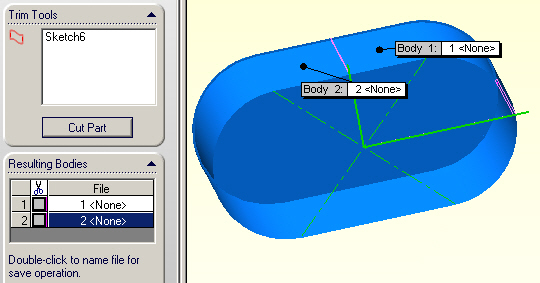 Trim Tools
Sketch6
Cut Part
Resulting Bodies
File
1 1 <None>
2 2 <None>
Double-click to name file for
save operation.
Body 1: 1 <None>
Body 2: 2 <None>